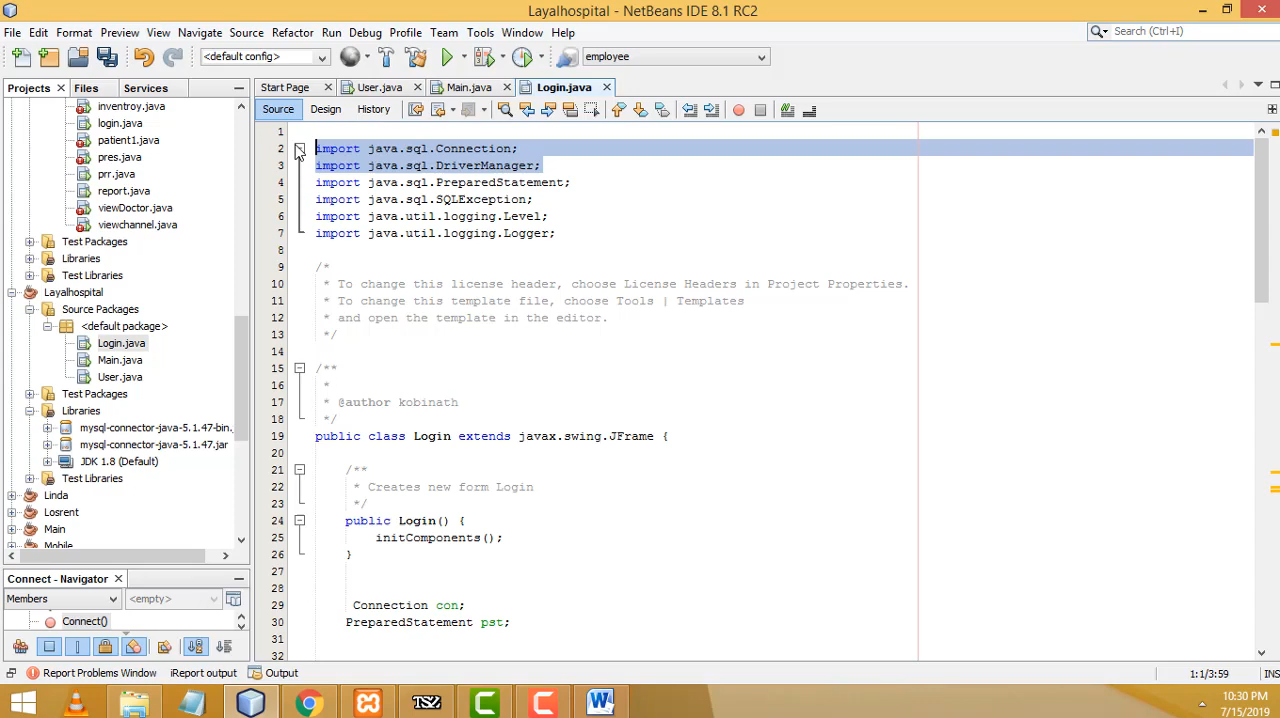 Layalhospital - NetBeans IDE 8.1 RC2
File Edit Format Preview View Navigate Source Refactor Run Debug Profile Team Tools Window Help
Search (Ctrl+I)
<default config>
employee
Projects Files Services
Start Page User.java Main.java Login.java
Source Design History
inventroy.java
login.java
patient1.java
pres.java
prr.java
report.java
viewDoctor.java
viewchannel.java
Test Packages
Libraries
Test Libraries
Layalhospital
Source Packages
<default package>
Login.java
Main.java
User.java
Test Packages
Libraries
mysql-connector-java-5.1.47-bin.
mysql-connector-java-5.1.47.jar
JDK 1.8 (Default)
Test Libraries
Linda
Losrent
Main
Mobile
Connect - Navigator
Members
<empty>
Connect()
1
2 import java.sql.Connection;
3 import java.sql.DriverManager;
4 import java.sql.PreparedStatement;
5 import java.sql.SQLException;
6 import java.util.logging.Level;
7 import java.util.logging.Logger;
8
9 /*
10 * To change this license header, choose License Headers in Project Properties.
11 * To change this template file, choose Tools | Templates
12 * and open the template in the editor.
13 */
14
15 /**
16 *
17 * @author kobinath
18 */
19 public class Login extends javax.swing.JFrame {
20
21 /**
22 * Creates new form Login
23 */
24 public Login() {
25 initComponents();
26 }
27
28
29 Connection con;
30 PreparedStatement pst;
31
32
Report Problems Window iReport output Output
1:1/3:59 INS
TSZ
10:30 PM
7/15/2019